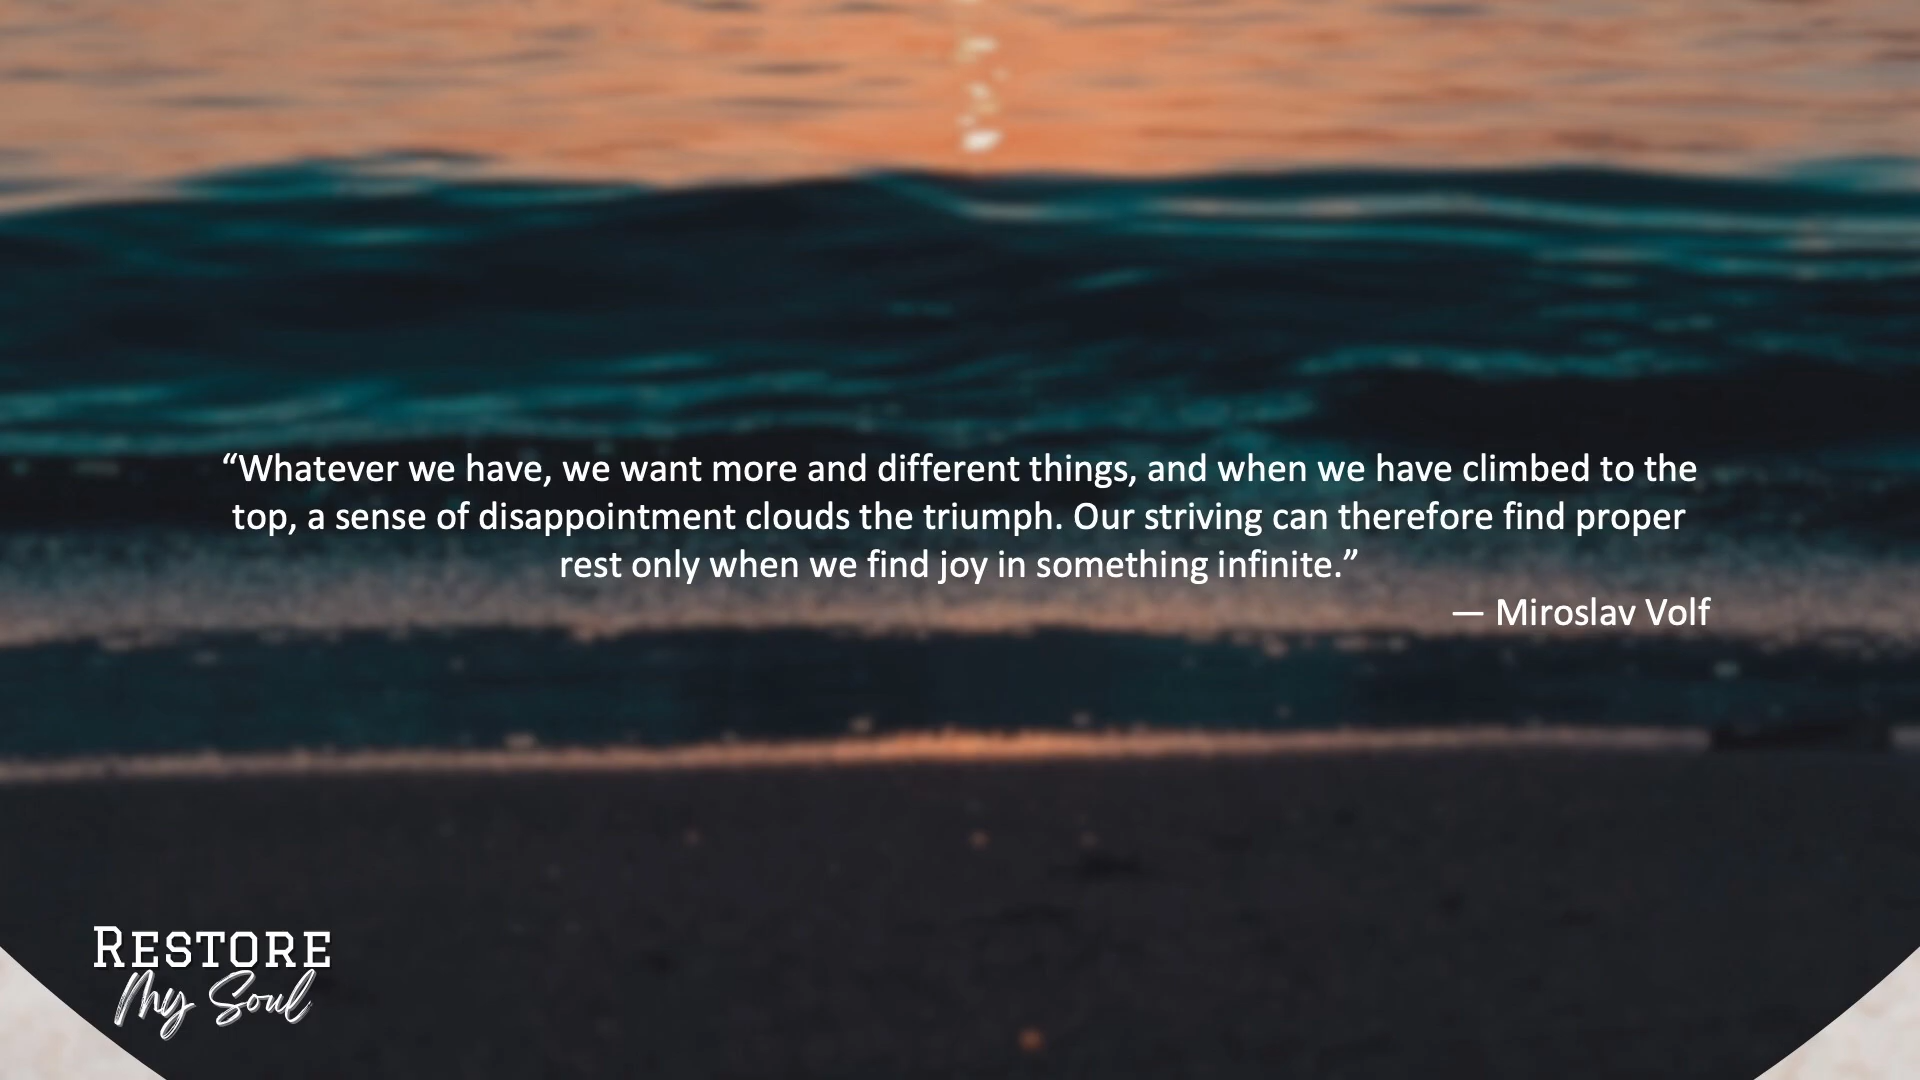 “Whatever we have, we want more and different things, and when we have climbed to the
top, a sense of disappointment clouds the triumph. Our striving can therefore find proper
rest only when we find joy in something infinite.”
— Miroslav Volf
RESTORE
My Soul